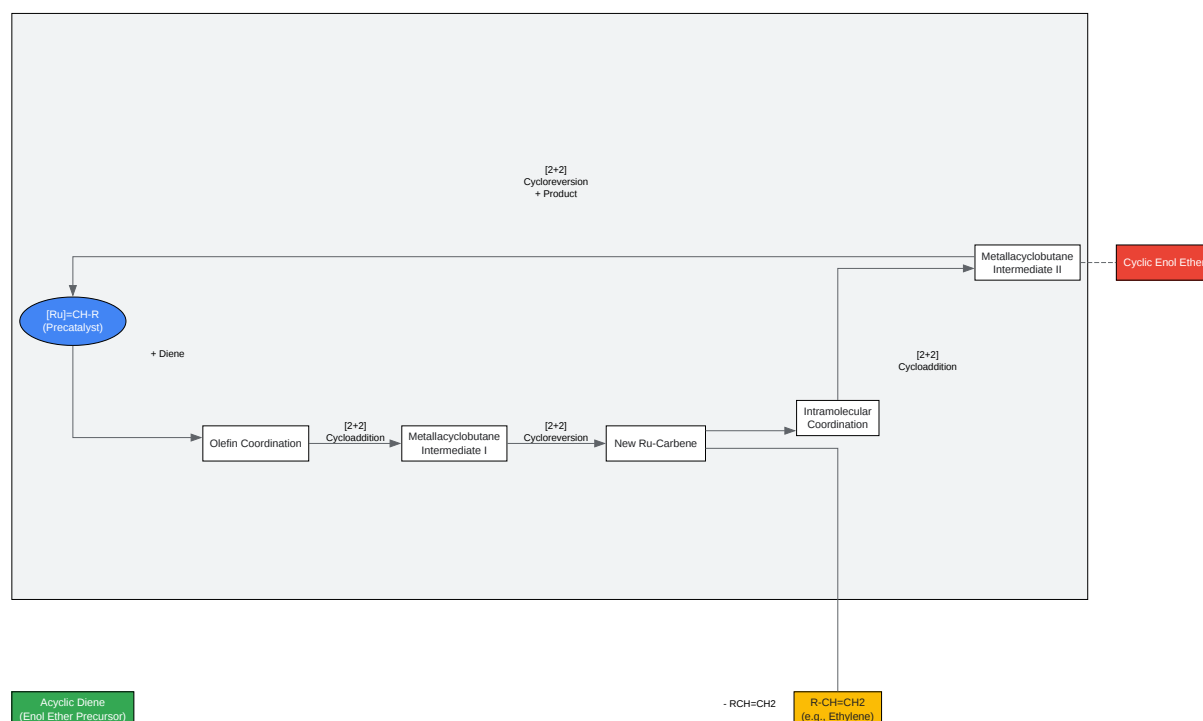 [2+2]
Cycloreversion
+ Product
Metallacyclobutane
Intermediate II
Cyclic Enol Ether
[Ru]=CH-R
(Precatalyst)
+ Diene
[2+2]
Cycloaddition
Intramolecular
Coordination
Olefin Coordination
[2+2]
Cycloaddition
Metallacyclobutane
Intermediate I
[2+2]
Cycloreversion
New Ru-Carbene
Acyclic Diene
(Enol Ether Precursor)
- RCH=CH2
R-CH=CH2
(e.g., Ethylene)